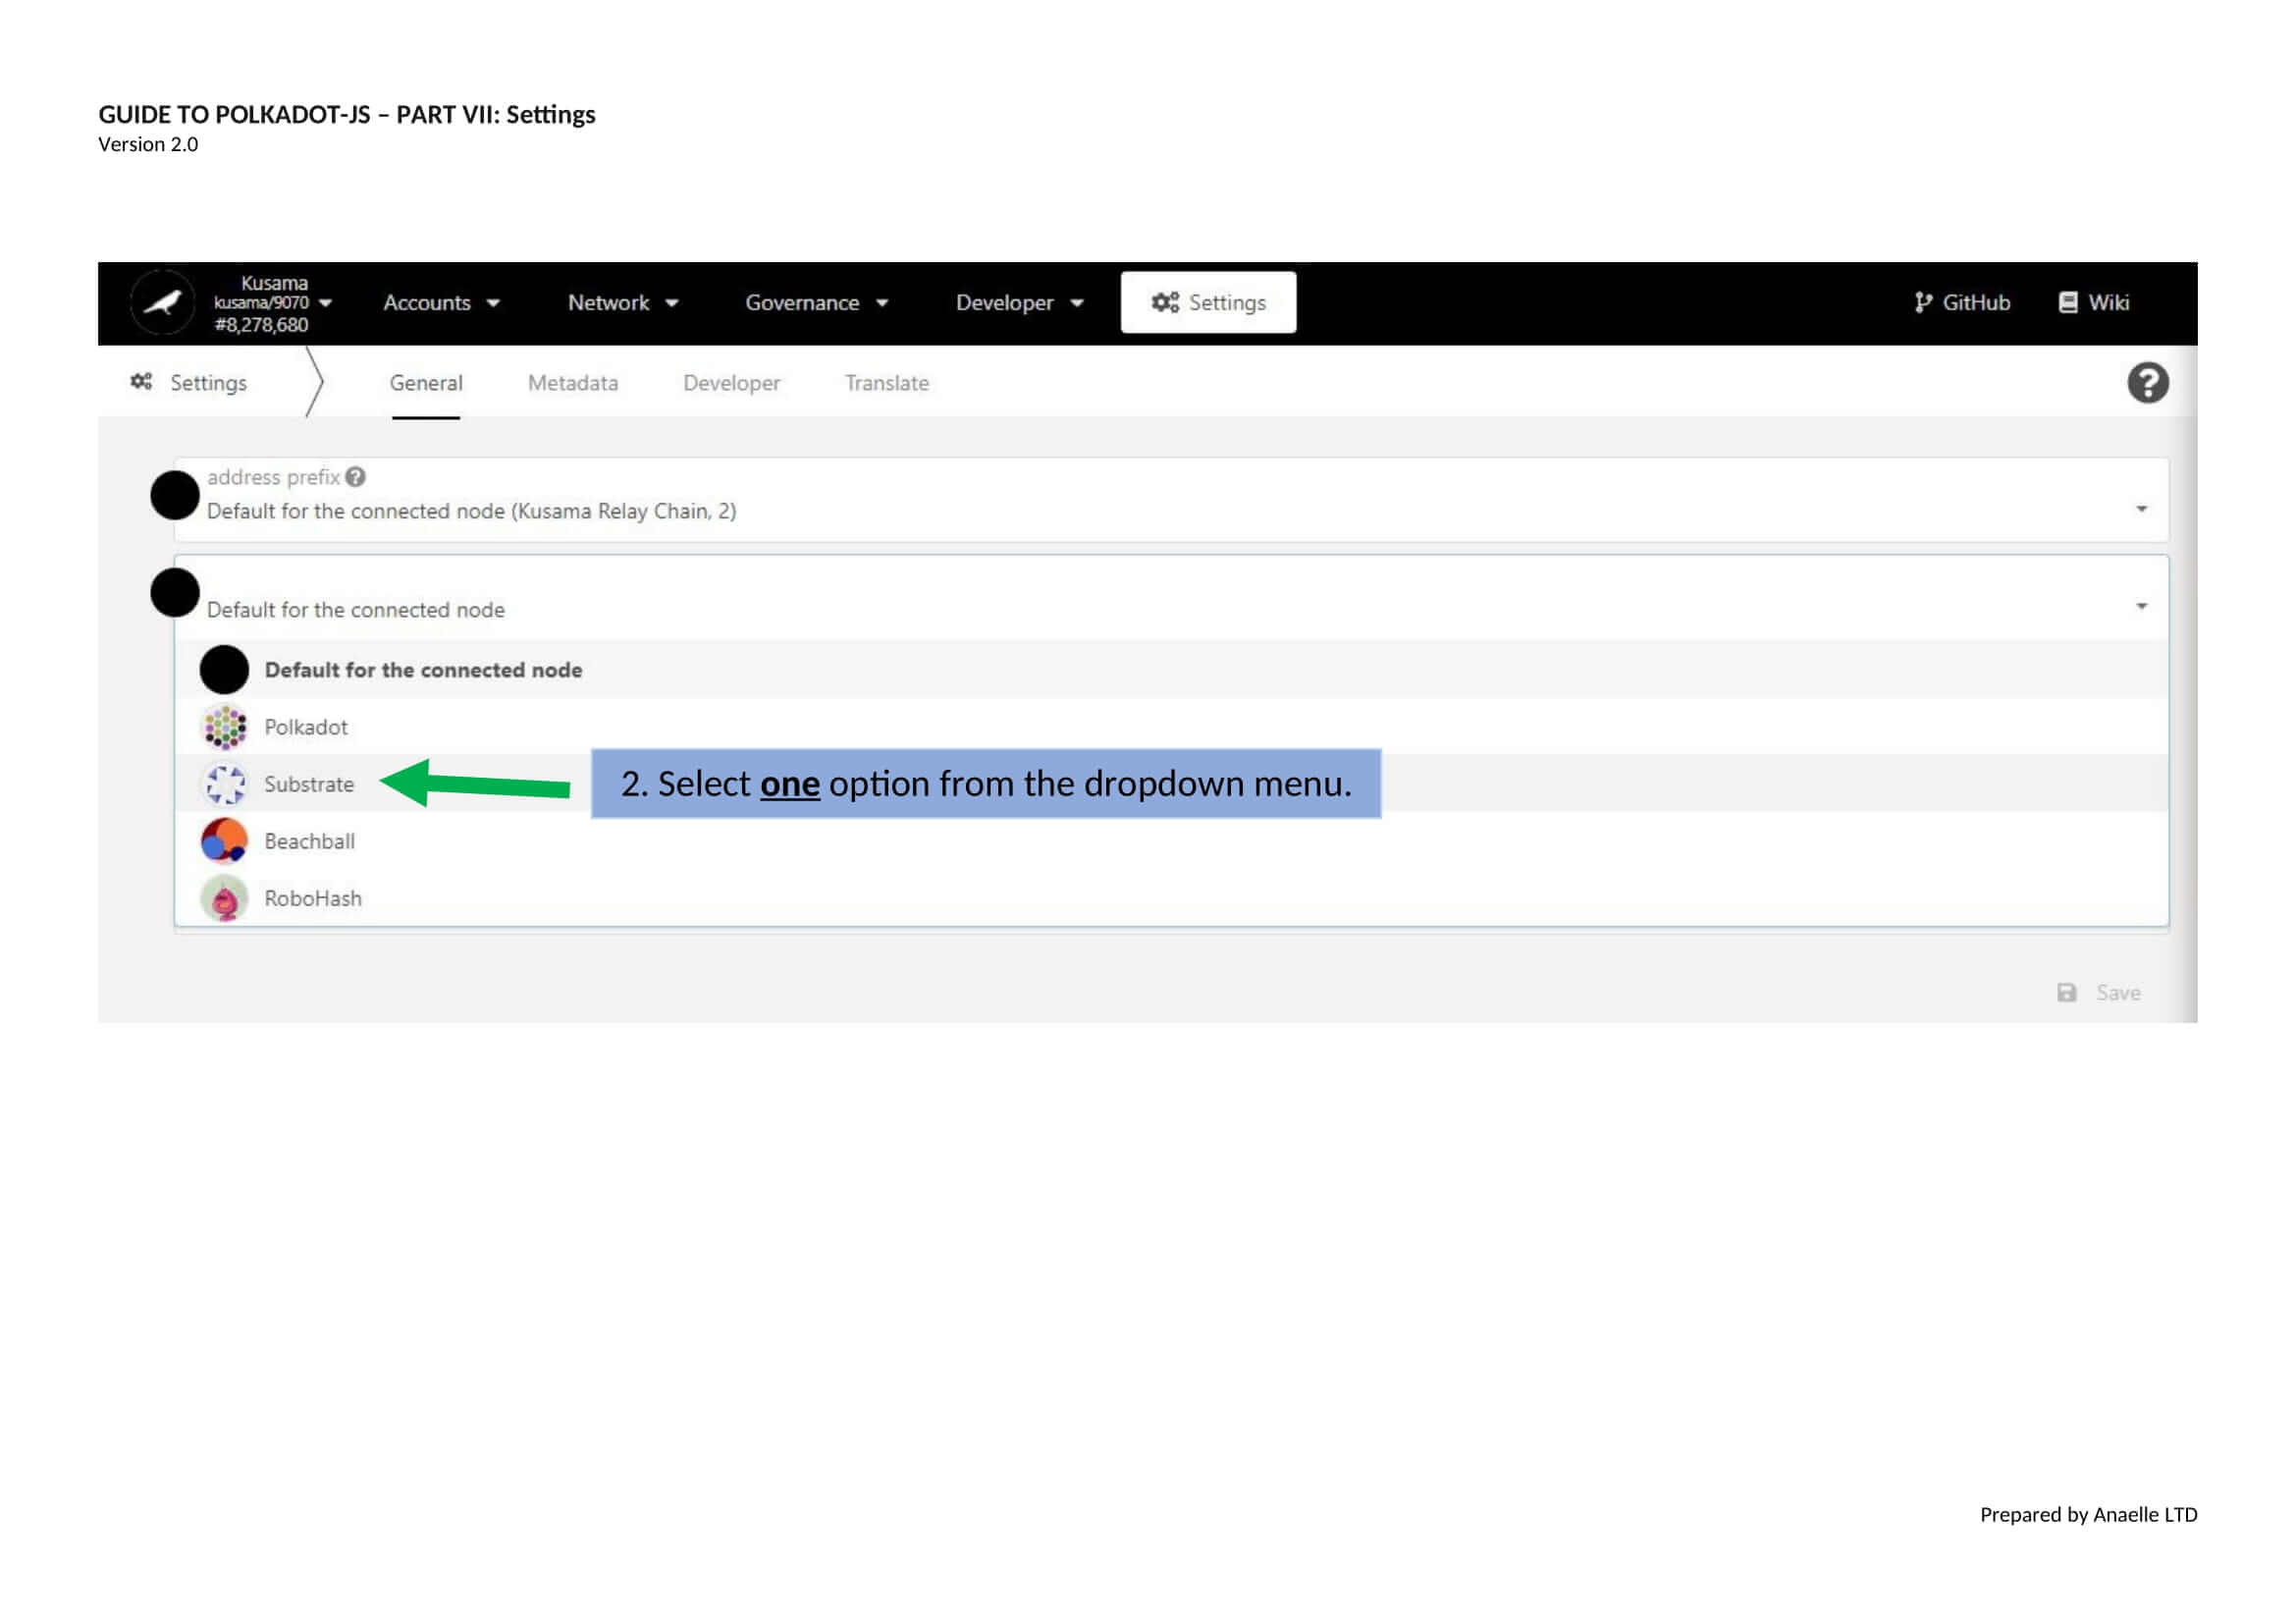 GUIDE TO POLKADOT-JS – PART VII: Settings
Version 2.0
Kusama
kusama/9070
#8,278,680
Accounts
Network
Governance
Developer
Settings
GitHub
Wiki
Settings
General
Metadata
Developer
Translate
address prefix
Default for the connected node (Kusama Relay Chain, 2)
Default for the connected node
Default for the connected node
Polkadot
Substrate
2. Select one option from the dropdown menu.
Beachball
RoboHash
Save
Prepared by Anaelle LTD